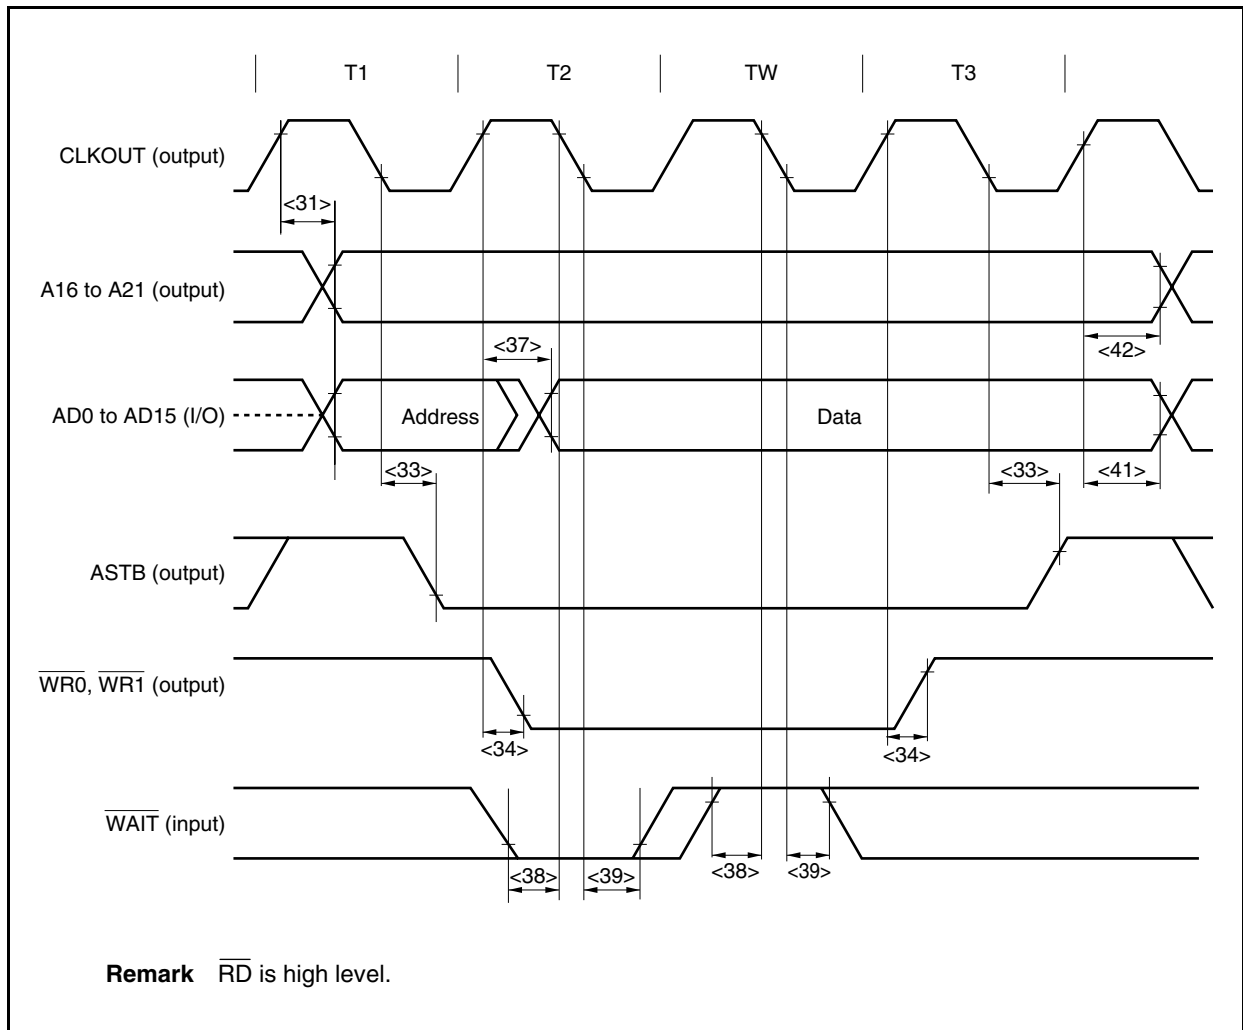 T1 T2 TW T3
CLKOUT (output)
<31>
A16 to A21 (output)
<37> <42>
AD0 to AD15 (I/O) Address Data
<33> <33> <41>
ASTB (output)
WR0, WR1 (output)
<34> <34>
WAIT (input)
<38> <39> <38> <39>
Remark RD is high level.